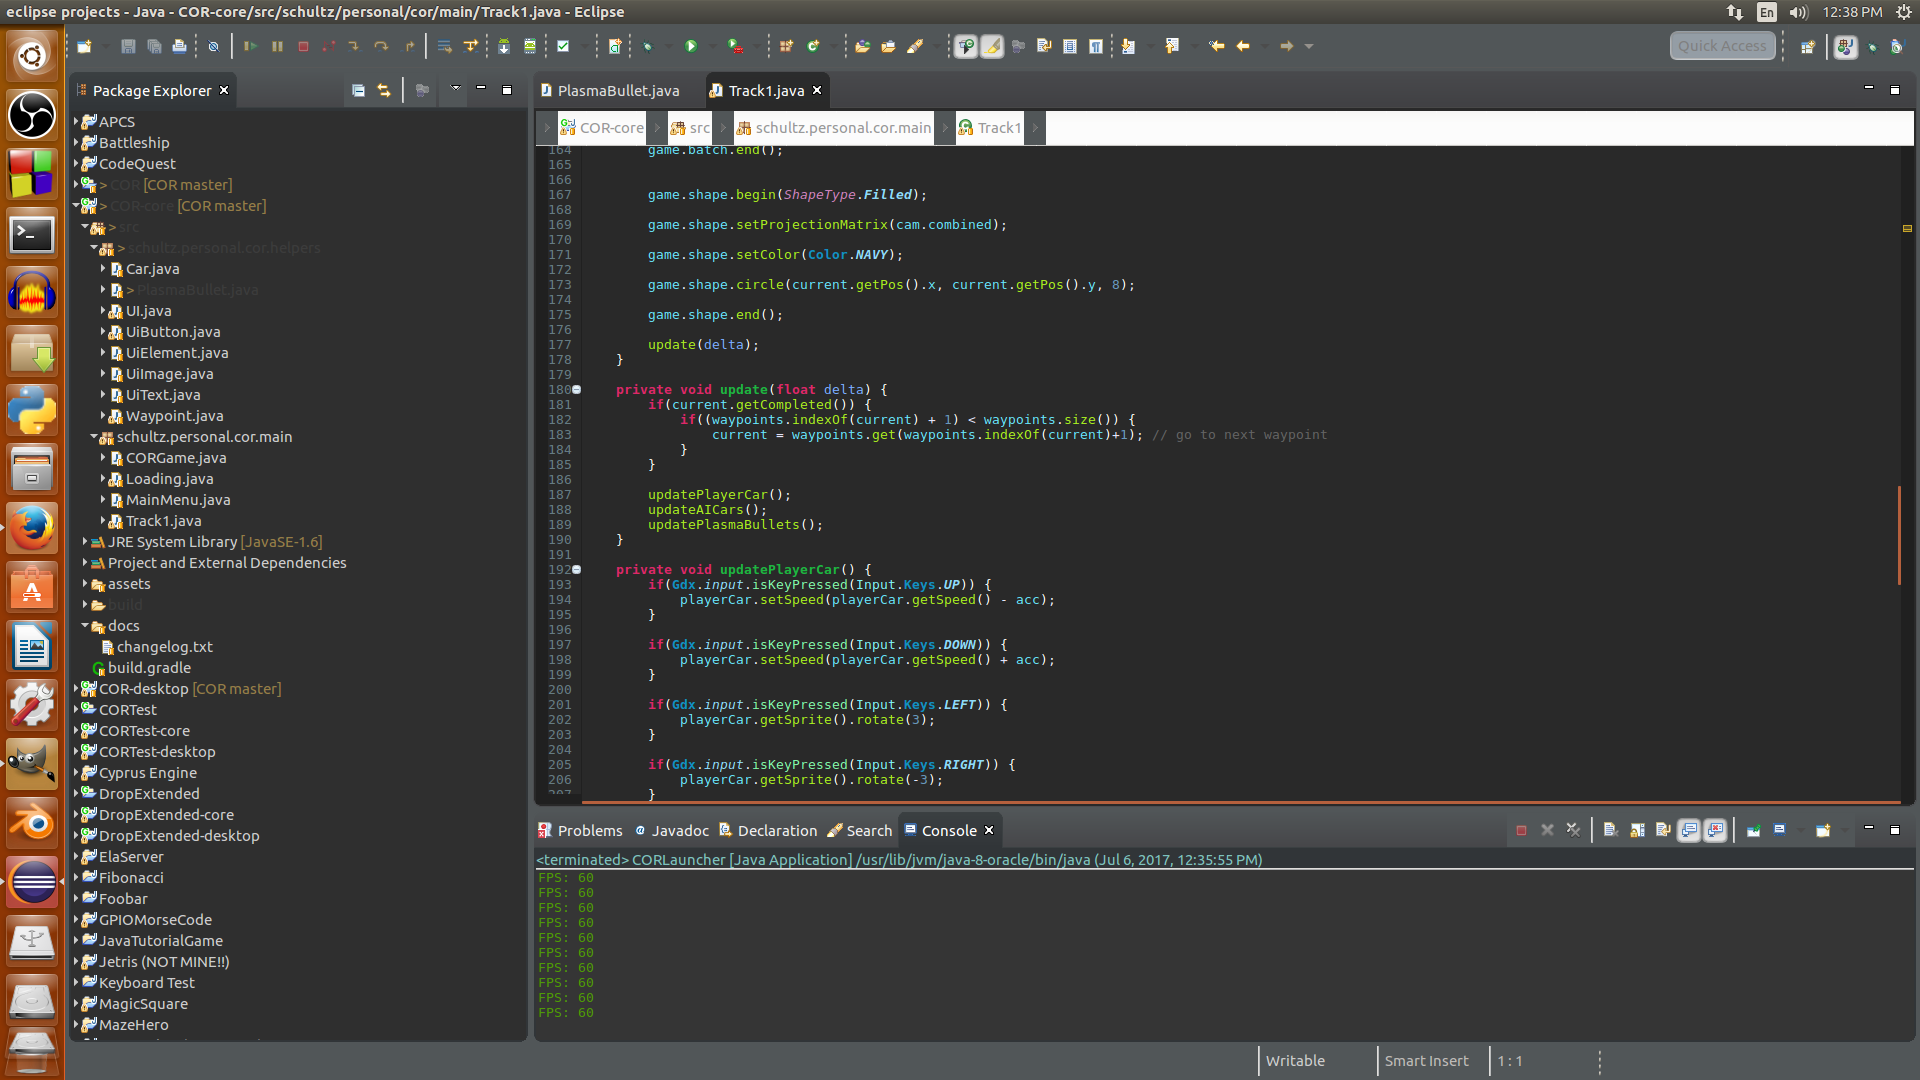 eclipse projects - Java - COR-core/src/schultz/personal/cor/main/Track1.java - Eclipse
En
12:38 PM
Quick Access
Package Explorer
APCS
Battleship
CodeQuest
> COR [COR master]
> COR-core [COR master]
> src
> schultz.personal.cor.helpers
Car.java
> PlasmaBullet.java
UI.java
UiButton.java
UiElement.java
UiImage.java
UiText.java
Waypoint.java
schultz.personal.cor.main
CORGame.java
Loading.java
MainMenu.java
Track1.java
JRE System Library [JavaSE-1.6]
Project and External Dependencies
assets
build
docs
changelog.txt
build.gradle
COR-desktop [COR master]
CORTest
CORTest-core
CORTest-desktop
Cyprus Engine
DropExtended
DropExtended-core
DropExtended-desktop
ElaServer
Fibonacci
Foobar
GPIOMorseCode
JavaTutorialGame
Jetris (NOT MINE!!)
Keyboard Test
MagicSquare
MazeHero
PlasmaBullet.java
Track1.java
COR-core
src
schultz.personal.cor.main
Track1
164 game.batch.end();
165
166
167 game.shape.begin(ShapeType.Filled);
168
169 game.shape.setProjectionMatrix(cam.combined);
170
171 game.shape.setColor(Color.NAVY);
172
173 game.shape.circle(current.getPos().x, current.getPos().y, 8);
174
175 game.shape.end();
176
177 update(delta);
178 }
179
180 private void update(float delta) {
181 if(current.getCompleted()) {
182 if((waypoints.indexOf(current) + 1) < waypoints.size()) {
183 current = waypoints.get(waypoints.indexOf(current)+1); // go to next waypoint
184 }
185 }
186
187 updatePlayerCar();
188 updateAICars();
189 updatePlasmaBullets();
190 }
191
192 private void updatePlayerCar() {
193 if(Gdx.input.isKeyPressed(Input.Keys.UP)) {
194 playerCar.setSpeed(playerCar.getSpeed() - acc);
195 }
196
197 if(Gdx.input.isKeyPressed(Input.Keys.DOWN)) {
198 playerCar.setSpeed(playerCar.getSpeed() + acc);
199 }
200
201 if(Gdx.input.isKeyPressed(Input.Keys.LEFT)) {
202 playerCar.getSprite().rotate(3);
203 }
204
205 if(Gdx.input.isKeyPressed(Input.Keys.RIGHT)) {
206 playerCar.getSprite().rotate(-3);
207 }
Problems
Javadoc
Declaration
Search
Console
<terminated> CORLauncher [Java Application] /usr/lib/jvm/java-8-oracle/bin/java (Jul 6, 2017, 12:35:55 PM)
FPS: 60
FPS: 60
FPS: 60
FPS: 60
FPS: 60
FPS: 60
FPS: 60
FPS: 60
FPS: 60
FPS: 60
Writable
Smart Insert
1 : 1